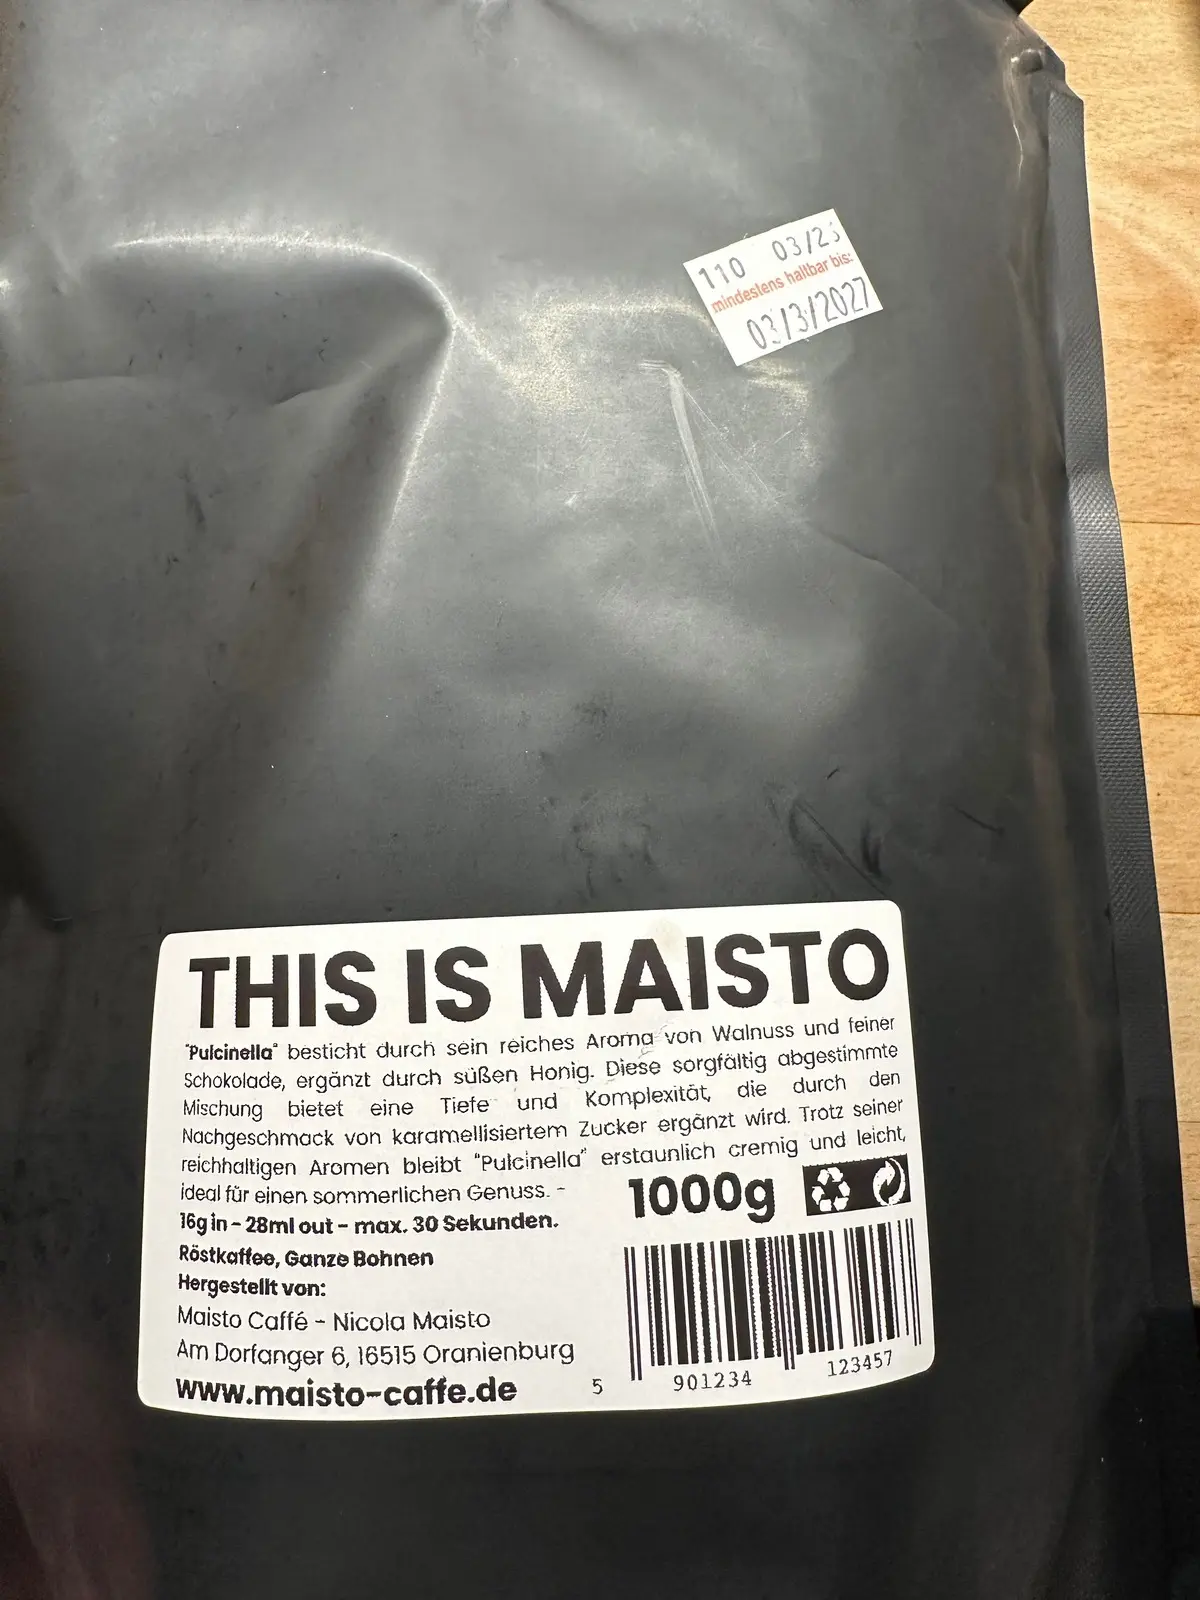 110 03/23
mindestens haltbar bis:
03/3/2027
THIS IS MAISTO
"Pulcinella" besticht durch sein reiches Aroma von Walnuss und feiner
Schokolade, ergänzt durch süßen Honig. Diese sorgfältig abgestimmte
Mischung bietet eine Tiefe und Komplexität, die durch den
Nachgeschmack von karamellisiertem Zucker ergänzt wird. Trotz seiner
reichhaltigen Aromen bleibt "Pulcinella" erstaunlich cremig und leicht,
ideal für einen sommerlichen Genuss. -
1000g
16g in - 28ml out - max. 30 Sekunden.
Röstkaffee, Ganze Bohnen
Hergestellt von:
Maisto Caffé - Nicola Maisto
Am Dorfanger 6, 16515 Oranienburg
www.maisto-caffe.de
5 901234 123457